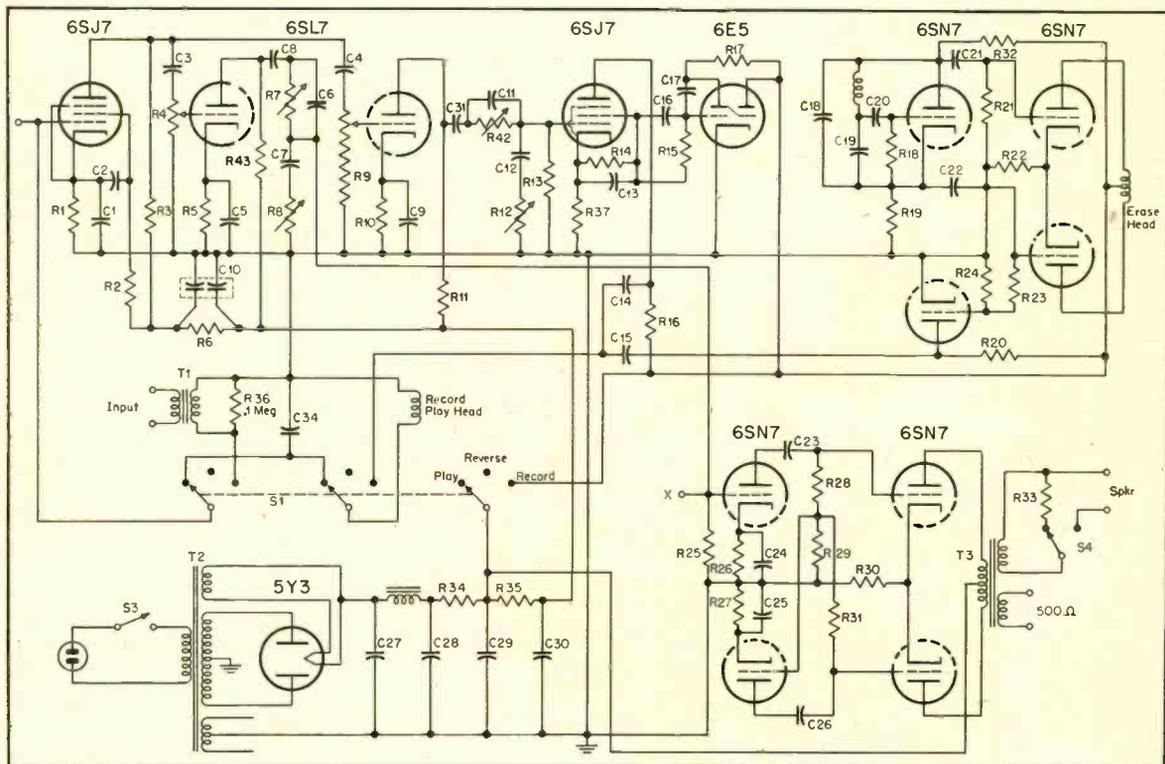 6SJ7
6SL7
6SJ7
6E5
6SN7
6SN7
C3
C8
C4
R17
C21
R32
R4
R7
C6
C31
C11
R42
C17
C16
C18
C20
R21
C2
R43
C7
C12
R14
R15
C19
R18
R22
R1
C1
R3
R5
C5
R8
R9
R10
C9
R12
R13
C13
R37
C22
R19
Erase
Head
R2
C10
R11
C14
R16
R24
R23
R6
C15
R20
T1
Input
R36
.1 Meg
C34
Record
Play Head
6SN7
6SN7
C23
Reverse
Play
Record
S1
X
R28
R33
Spkr
S4
T2
5Y3
R25
R26
C24
R29
R30
T3
S3
R34
R35
R27
C25
R31
500Ω
C27
C28
C29
C30
C26